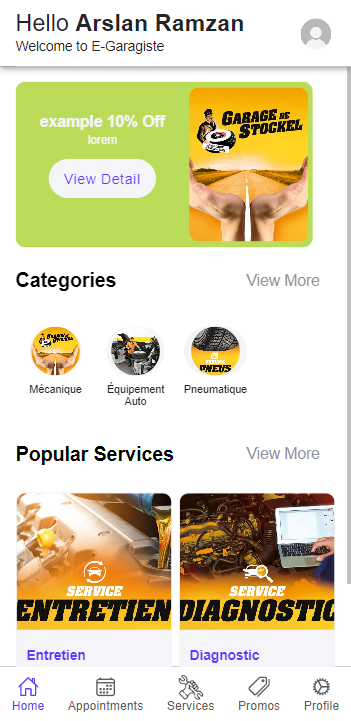 Hello Arslan Ramzan
Welcome to E-Garagiste
example 10% Off
lorem
View Detail
GARAGE DE
STOCKEL
Categories
View More
Mécanique
Équipement
Auto
Pneumatique
PNEUS
Popular Services
View More
SERVICE
ENTRETIEN
SERVICE
DIAGNOSTIC
Entretien
Diagnostic
Home
Appointments
Services
Promos
Profile